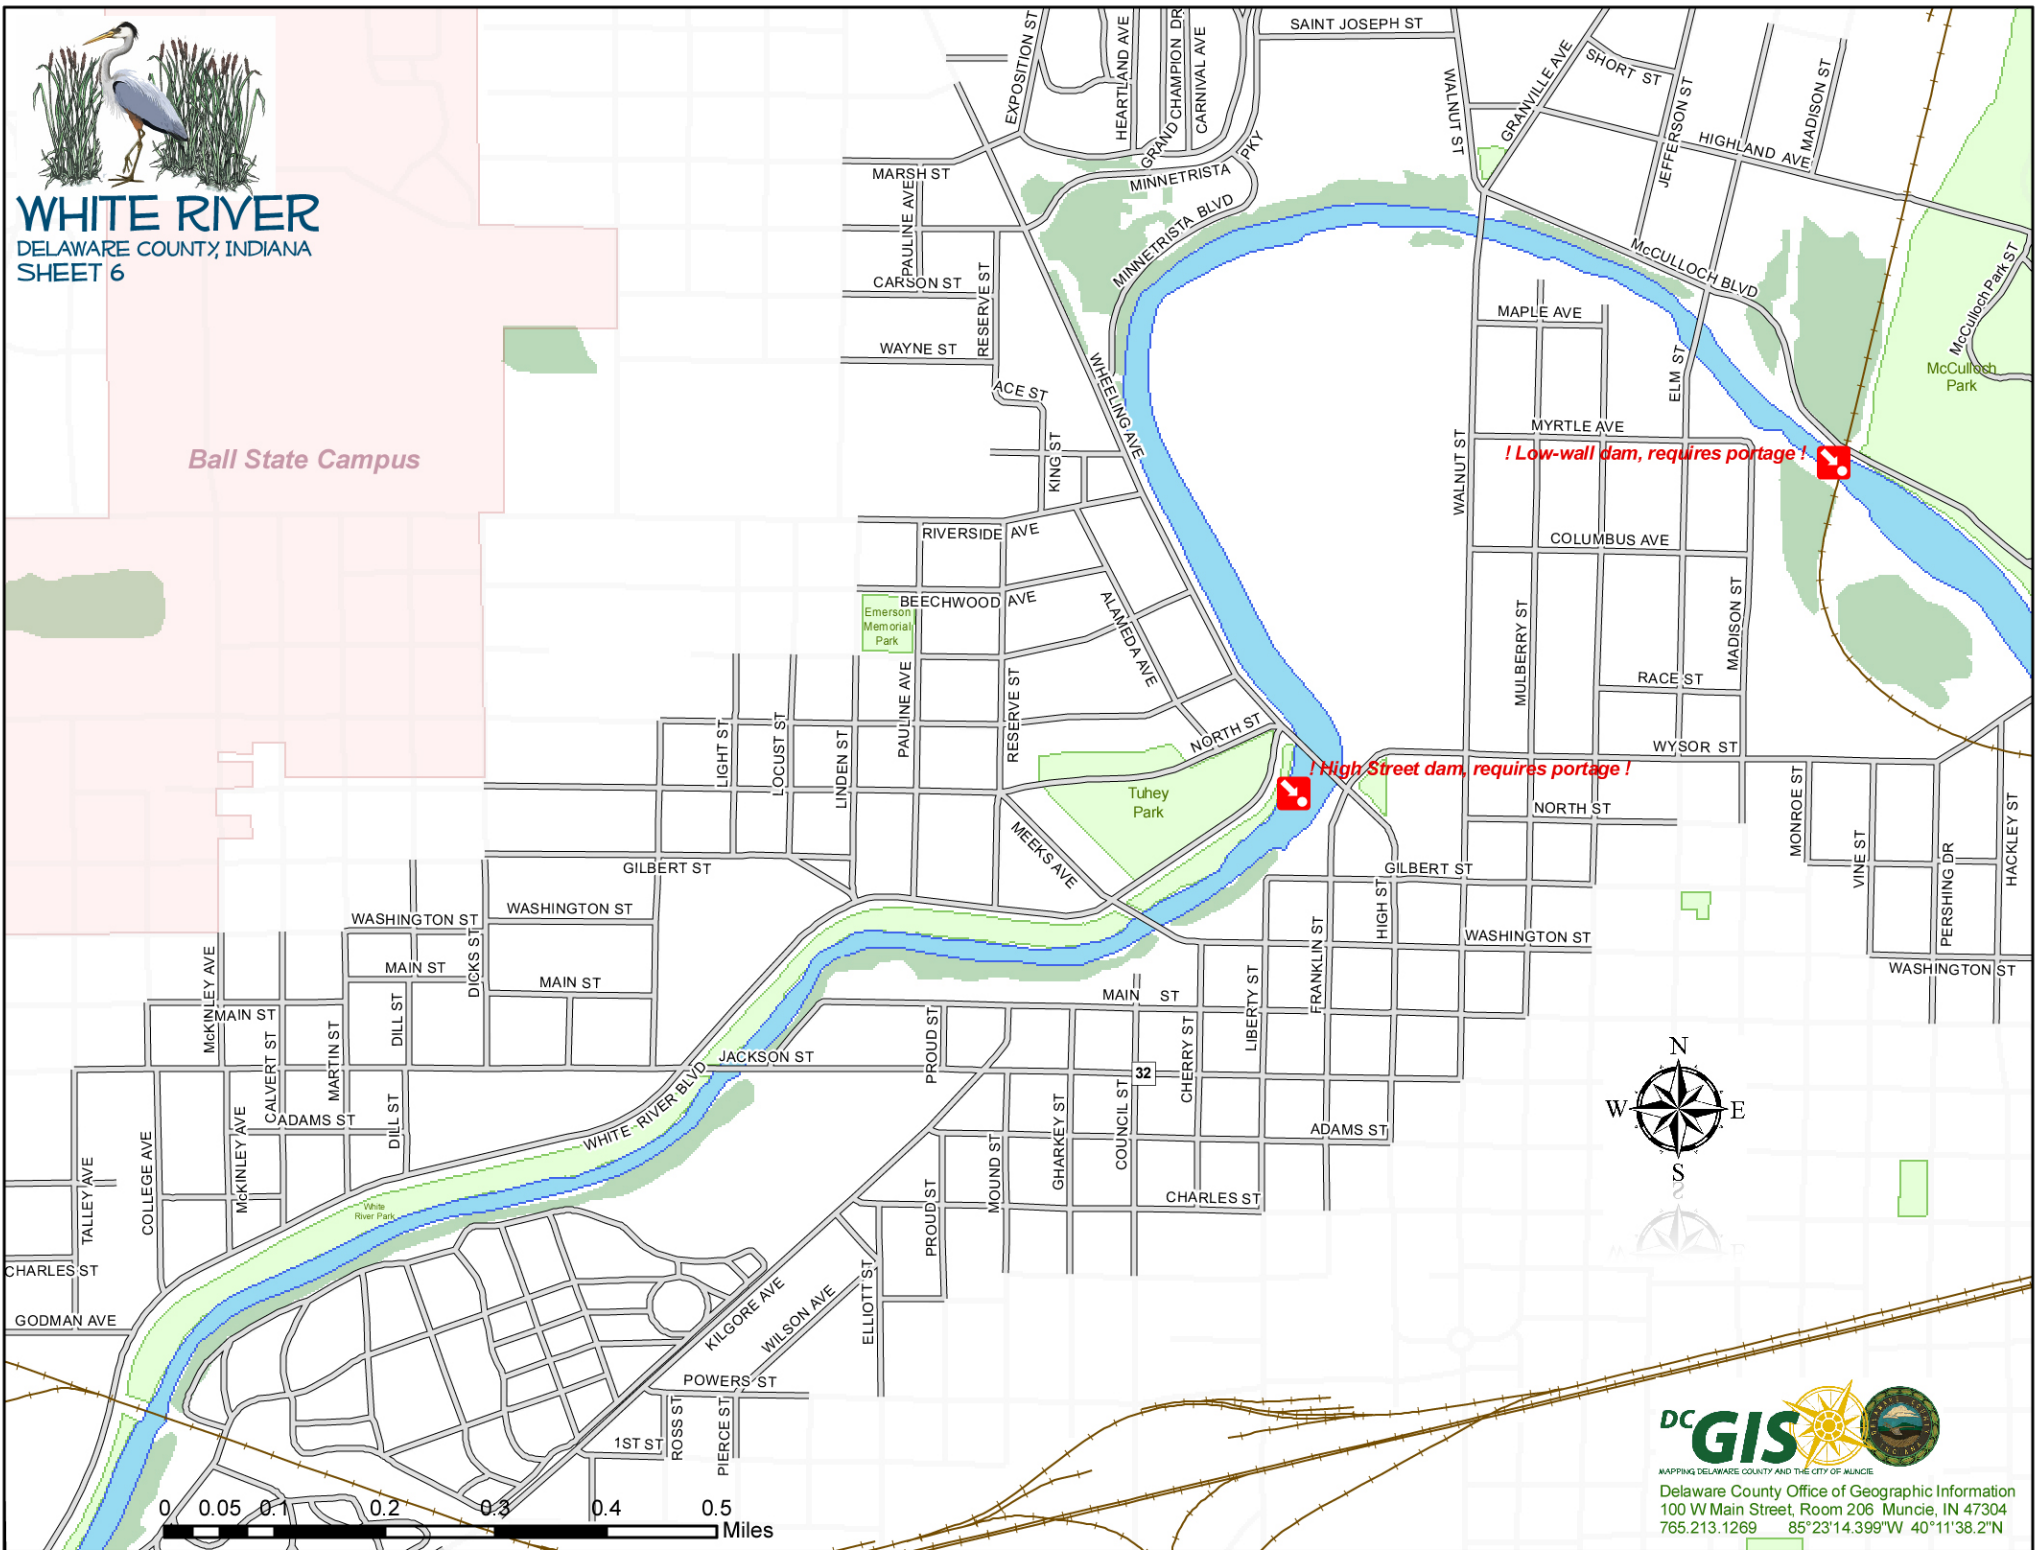 WHITE RIVER
DELAWARE COUNTY, INDIANA
SHEET 6
SAINT JOSEPH ST
EXPOSITION ST
HEARTLAND AVE
GRAND CHAMPION DR
CARNIVAL AVE
WALNUT ST
GRANVILLE AVE
SHORT ST
JEFFERSON ST
MADISON ST
HIGHLAND AVE
MARSH ST
PAULINE AVE
MINNETRISTA PKY
MINNETRISTA BLVD
McCULLOCH BLVD
McCulloch Park ST
CARSON ST
RESERVE ST
MAPLE AVE
WAYNE ST
WHEELING AVE
ELM ST
McCulloch
Park
ACE ST
KING ST
MYRTLE AVE
WALNUT ST
! Low-wall dam, requires portage !
Ball State Campus
RIVERSIDE AVE
COLUMBUS AVE
BEECHWOOD AVE
ALAMEDA AVE
Emerson
Memorial
Park
MULBERRY ST
MADISON ST
PAULINE AVE
RESERVE ST
RACE ST
LIGHT ST
LOCUST ST
LINDEN ST
NORTH ST
WYSOR ST
! High Street dam, requires portage !
Tuhey
Park
NORTH ST
MONROE ST
VINE ST
PERSHING DR
HACKLEY ST
MEEKS AVE
GILBERT ST
GILBERT ST
HIGH ST
WASHINGTON ST
WASHINGTON ST
FRANKLIN ST
WASHINGTON ST
WASHINGTON ST
McKINLEY AVE
MAIN ST
DICKS ST
MAIN ST
MAIN ST
LIBERTY ST
MAIN ST
CALVERT ST
MARTIN ST
DILL ST
PROUD ST
CHERRY ST
JACKSON ST
32
WHITE RIVER BLVD
ADAMS ST
DILL ST
McKINLEY AVE
COLLEGE AVE
TALLEY AVE
MOUND ST
GHARKEY ST
COUNCIL ST
ADAMS ST
N
W E
S
CHARLES ST
PROUD ST
White
River Park
CHARLES ST
GODMAN AVE
KILGORE AVE
WILSON AVE
ELLIOTT ST
POWERS ST
ROSS ST
PIERCE ST
1ST ST
0 0.05 0.1 0.2 0.3 0.4 0.5
Miles
DC GIS
MAPPING DELAWARE COUNTY AND THE CITY OF MUNCIE
Delaware County Office of Geographic Information
100 W Main Street, Room 206 Muncie, IN 47304
765.213.1269 85°23'14.399"W 40°11'38.2"N